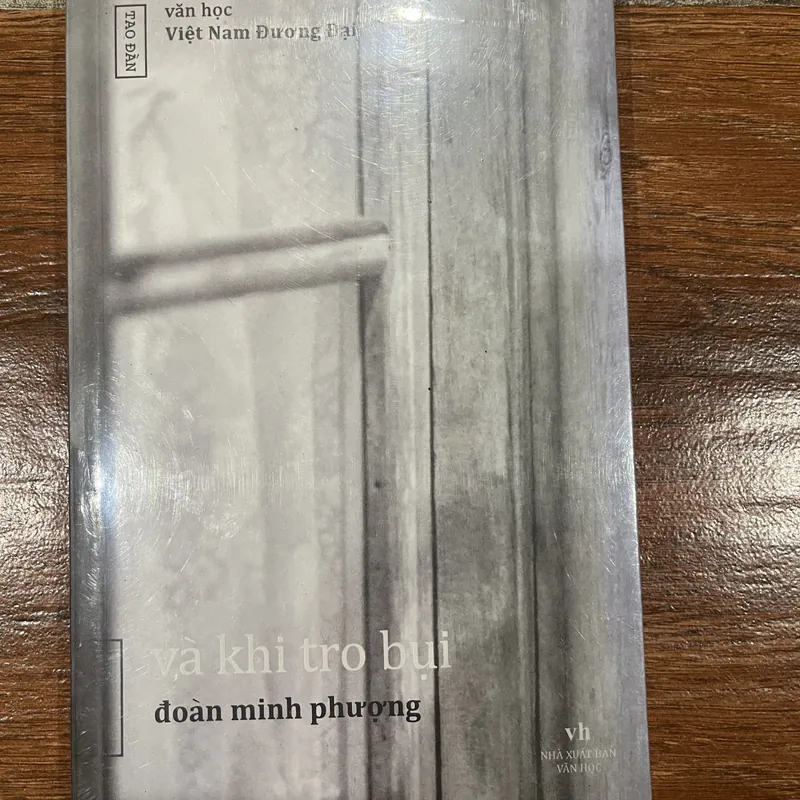 TAO ĐÀN
văn học
Việt Nam Đương Đại
và khi tro bụi
đoàn minh phượng
vh
NHÀ XUẤT BẢN
VĂN HỌC